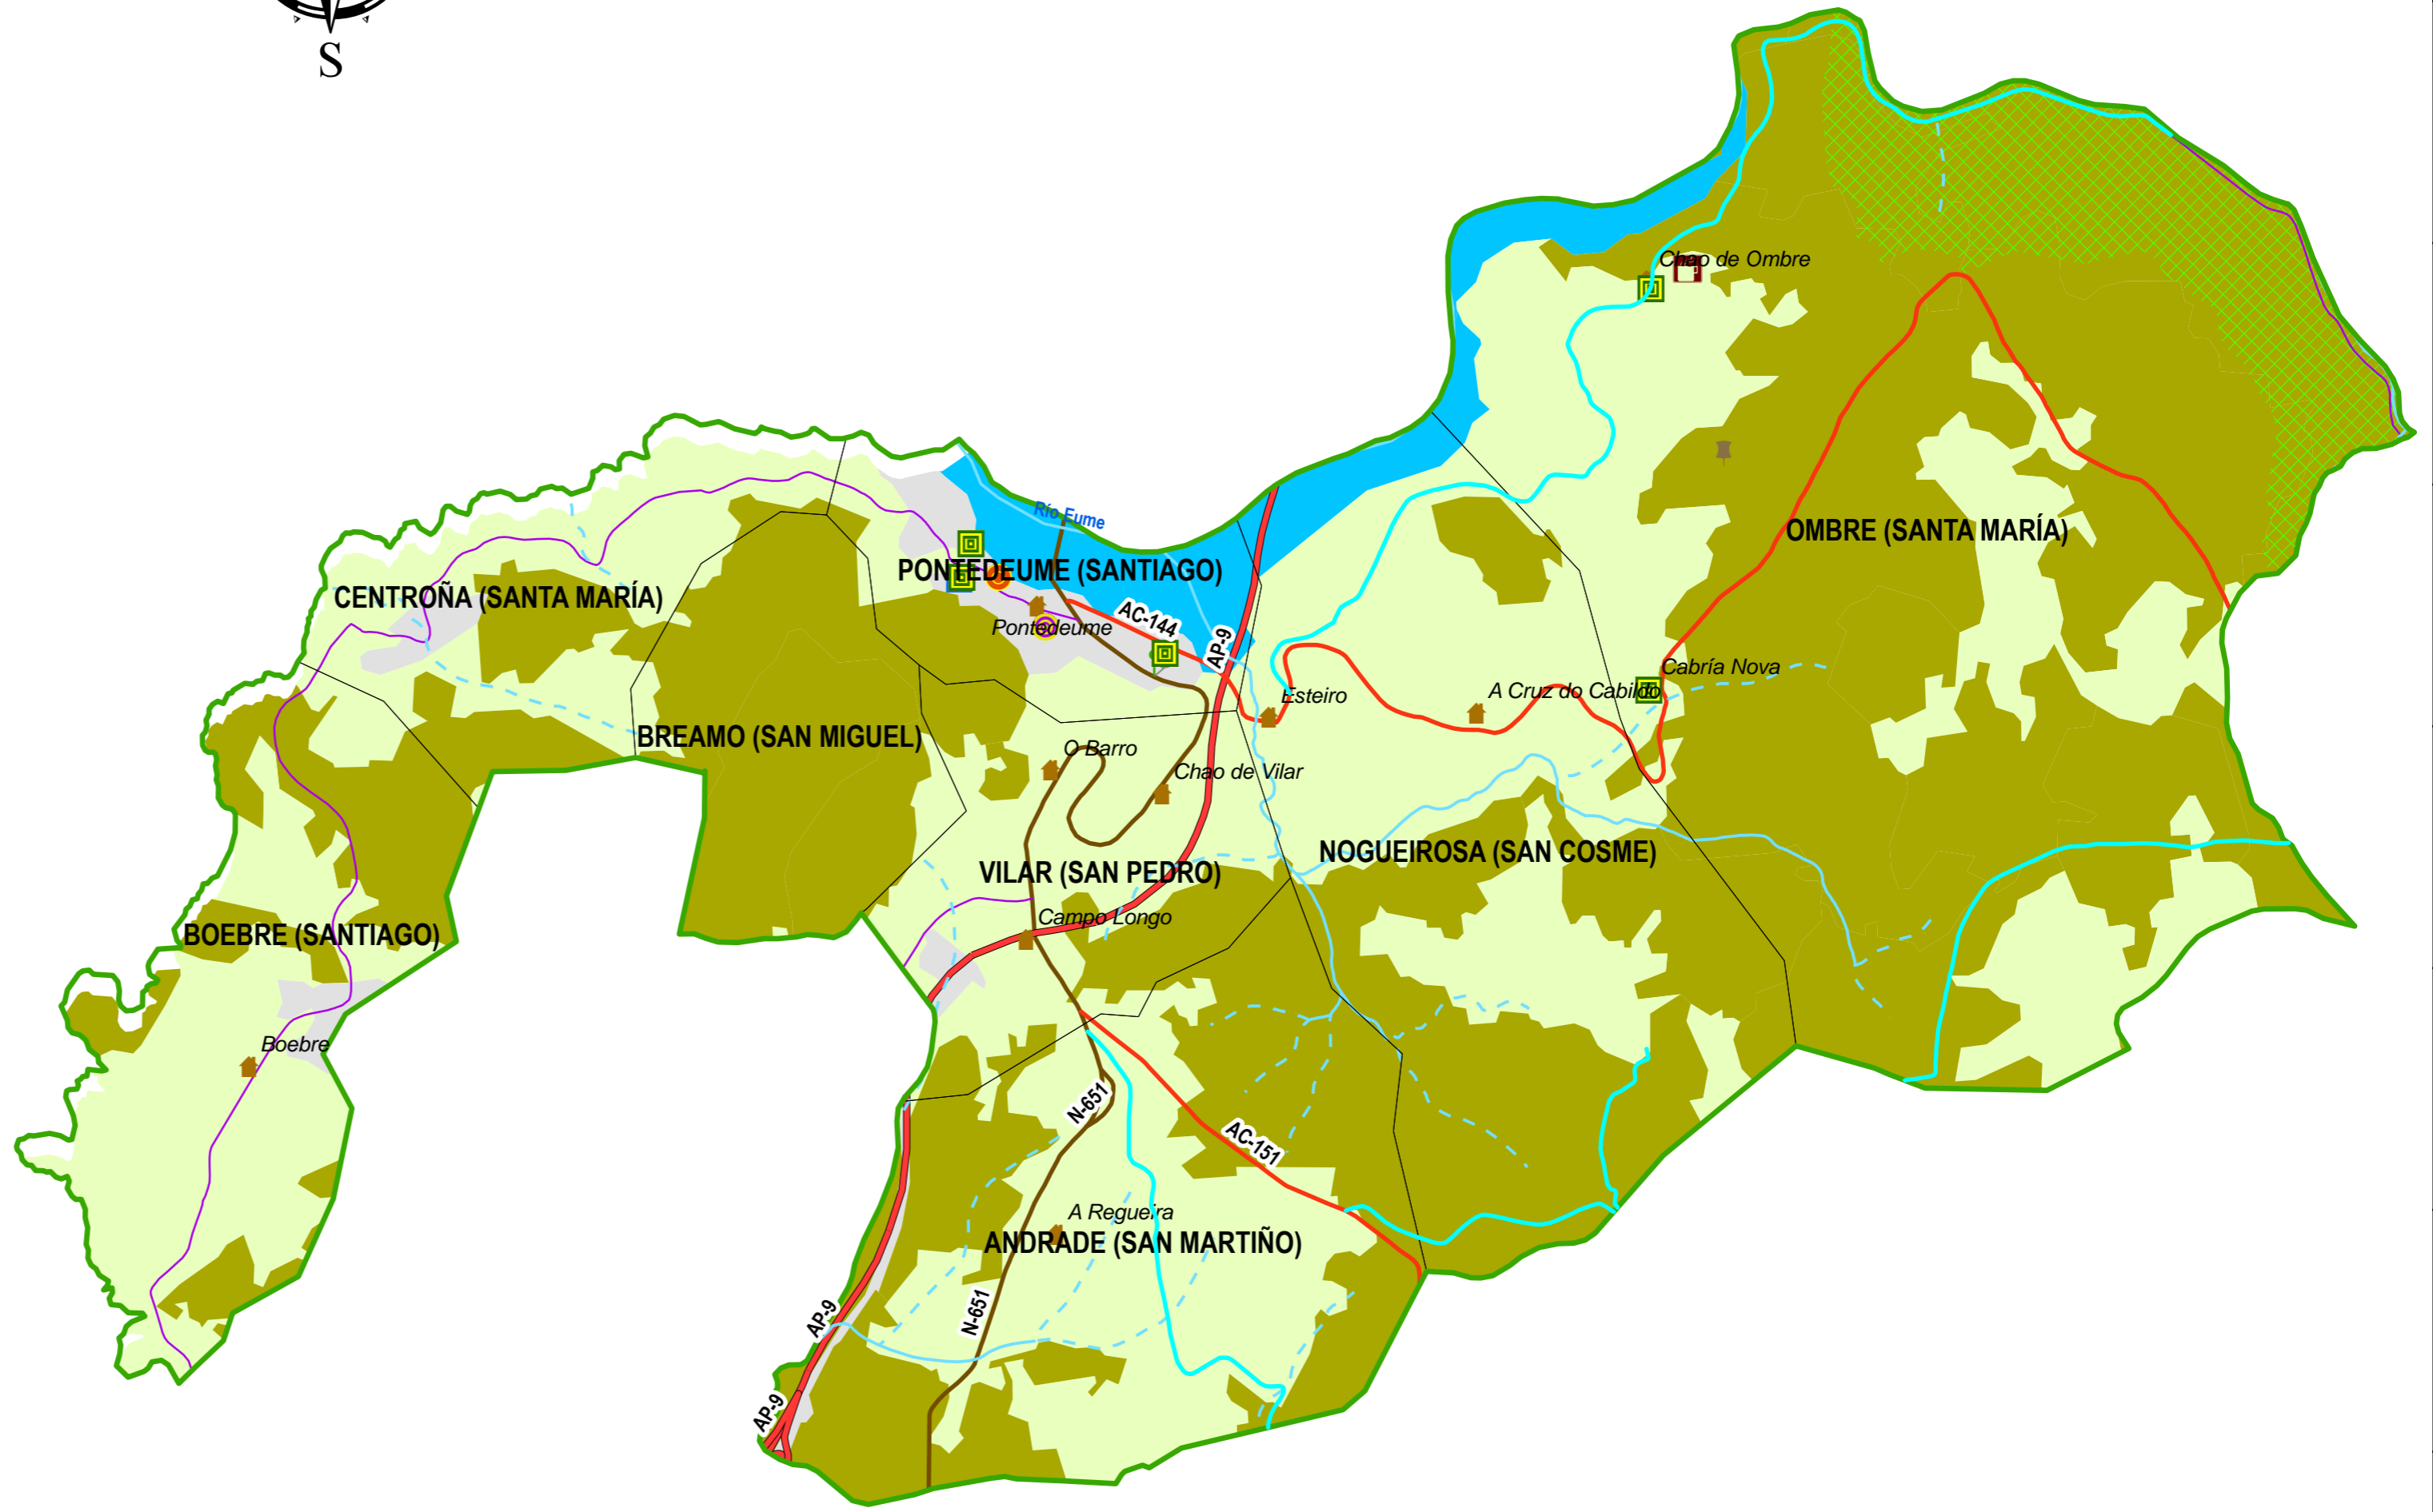 S
Chao de Ombre
Río Eume
OMBRE (SANTA MARÍA)
PONTEDEUME (SANTIAGO)
CENTROÑA (SANTA MARÍA)
AC-144
Pontedeume
AP-9
Cabría Nova
Esteiro
A Cruz do Cabildo
BREAMO (SAN MIGUEL)
O Barro
Chao de Vilar
NOGUEIROSA (SAN COSME)
VILAR (SAN PEDRO)
Campo Longo
BOEBRE (SANTIAGO)
Boebre
N-651
AC-151
A Regueira
ANDRADE (SAN MARTIÑO)
N-651
AP-9
AP-9